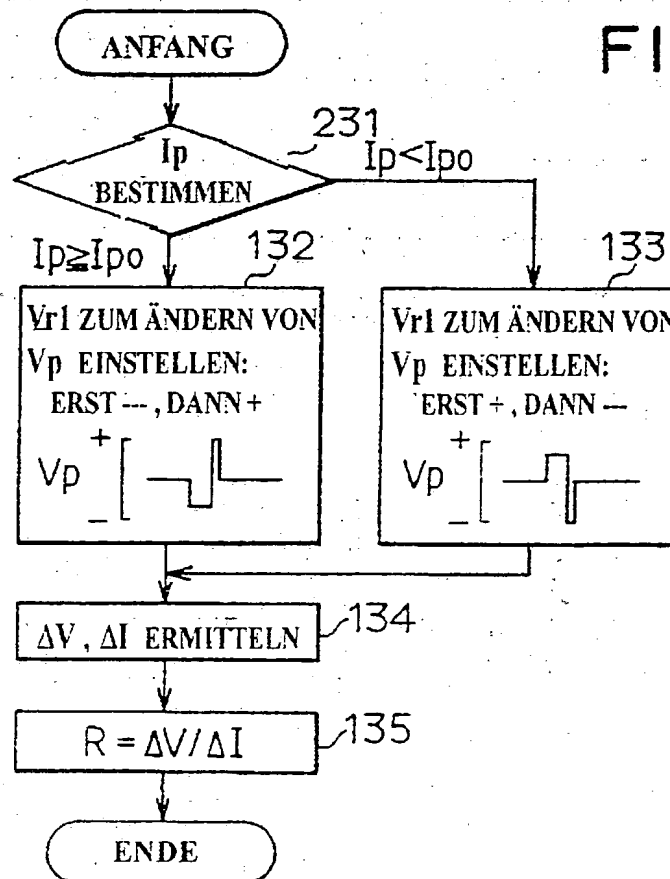 FI
ANFANG
231
Ip
BESTIMMEN
Ip<Ipo
Ip≧Ipo
132
133
Vr1 ZUM ÄNDERN VON
Vp EINSTELLEN:
ERST –, DANN +
+
Vp
–
Vr1 ZUM ÄNDERN VON
Vp EINSTELLEN:
ERST +, DANN –
+
Vp
–
ΔV, ΔI ERMITTELN
134
R = ΔV/ΔI
135
ENDE